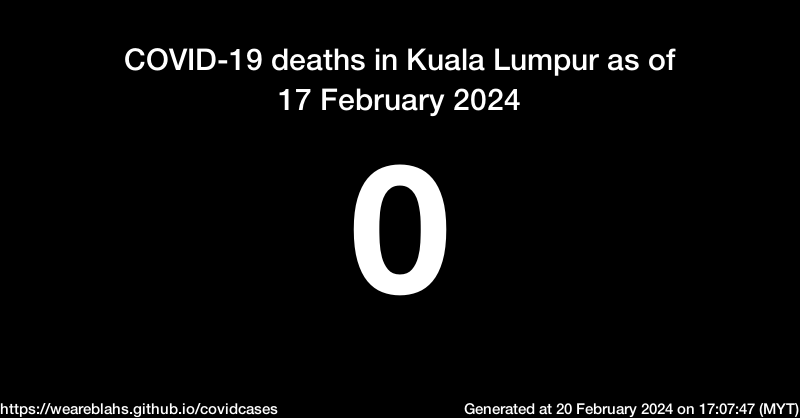 COVID-19 deaths in Kuala Lumpur as of
17 February 2024
0
https://weareblahs.github.io/covidcases
Generated at 20 February 2024 on 17:07:47 (MYT)